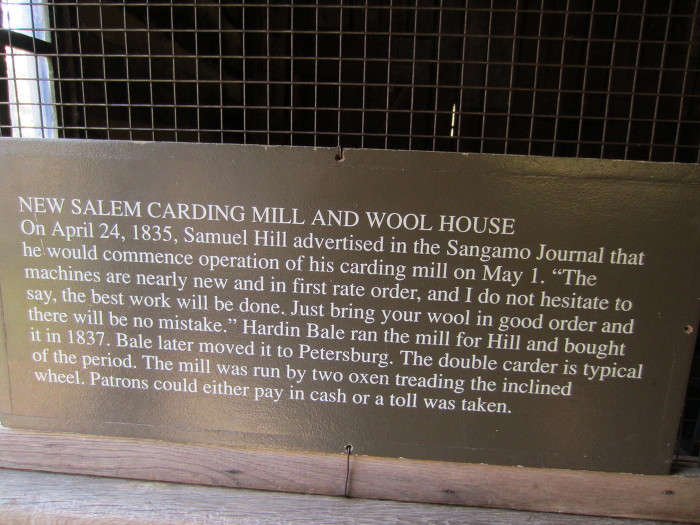 NEW SALEM CARDING MILL AND WOOL HOUSE
On April 24, 1835, Samuel Hill advertised in the Sangamo Journal that
he would commence operation of his carding mill on May 1. “The
machines are nearly new and in first rate order, and I do not hesitate to
say, the best work will be done. Just bring your wool in good order and
there will be no mistake.” Hardin Bale ran the mill for Hill and bought
it in 1837. Bale later moved it to Petersburg. The double carder is typical
of the period. The mill was run by two oxen treading the inclined
wheel. Patrons could either pay in cash or a toll was taken.